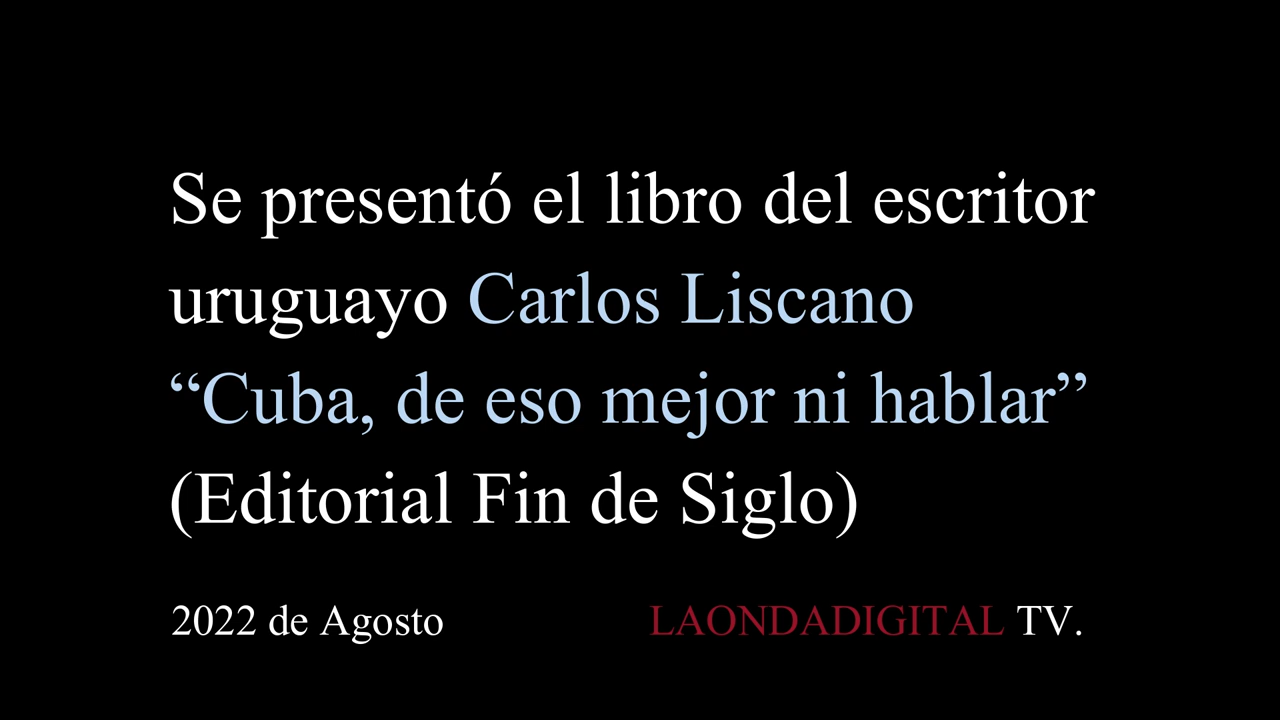 Se presentó el libro del escritor
uruguayo Carlos Liscano
“Cuba, de eso mejor ni hablar”
(Editorial Fin de Siglo)
2022 de Agosto LAONDADIGITAL TV.